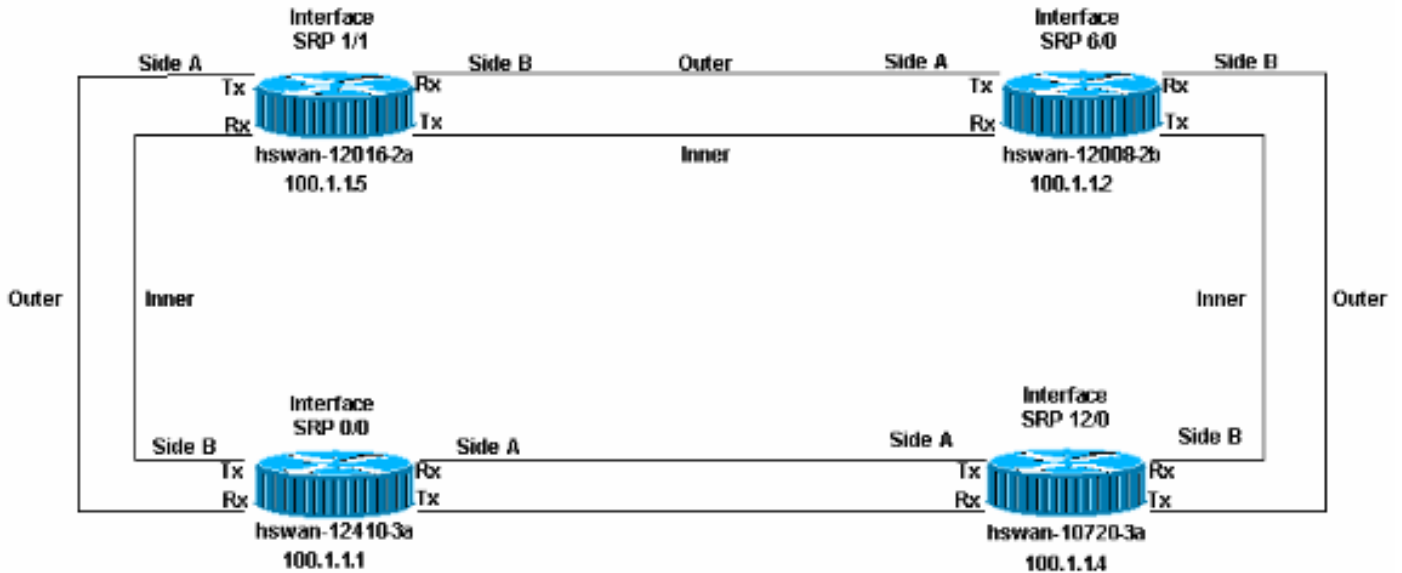 Interface
SRP 1/1
Interface
SRP 6/0
Side A
Side B
Outer
Side A
Side B
Tx
Rx
Tx
Rx
Rx
Tx
Rx
Tx
hswan-12016-2a
Inner
hswan-12008-2b
100.1.1.5
100.1.1.2
Outer
Inner
Inner
Outer
Interface
SRP 0/0
Interface
SRP 12/0
Side B
Side A
Side A
Side B
Tx
Rx
Tx
Rx
Rx
Tx
Rx
Tx
hswan-12410-3a
hswan-10720-3a
100.1.1.1
100.1.1.4